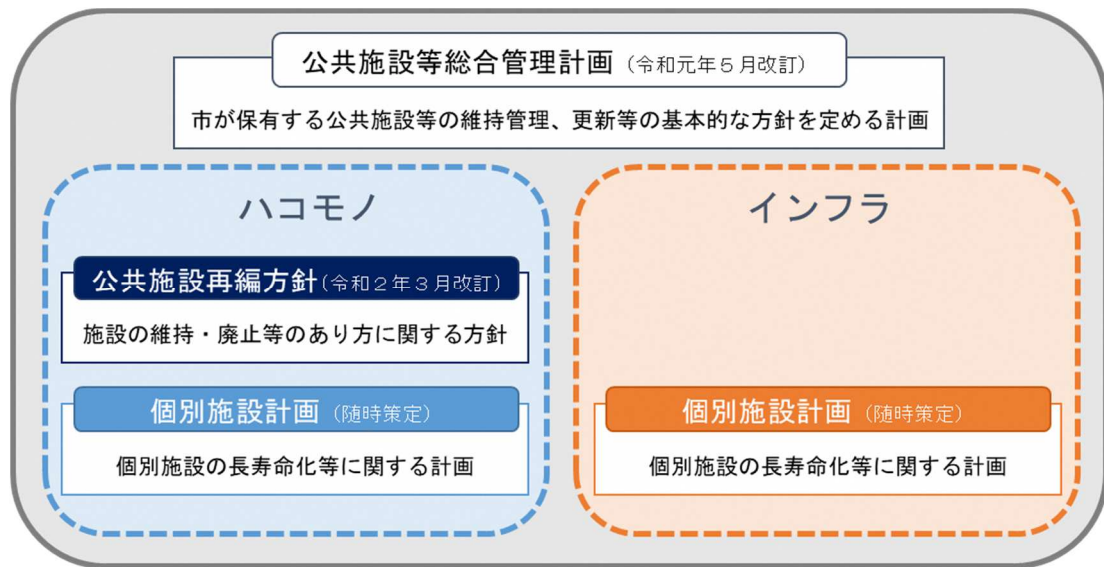 公共施設等総合管理計画（令和元年５月改訂）
市が保有する公共施設等の維持管理、更新等の基本的な方針を定める計画
ハコモノ
公共施設再編方針（令和２年３月改訂）
施設の維持・廃止等のあり方に関する方針
個別施設計画（随時策定）
個別施設の長寿命化等に関する計画
インフラ
個別施設計画（随時策定）
個別施設の長寿命化等に関する計画